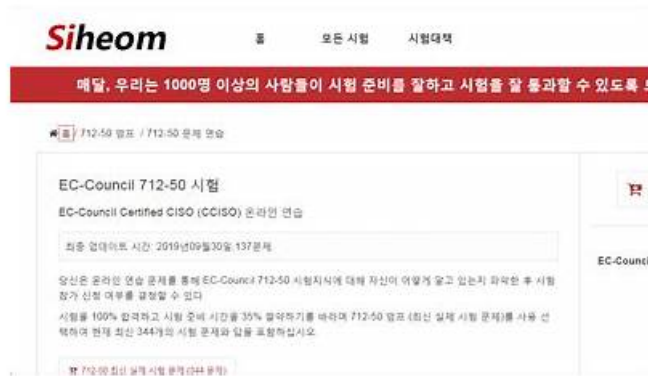 Siheom
홈 모든 시험 시험대책
매달, 우리는 1000명 이상의 사람들이 시험 준비를 잘하고 시험을 잘 통과할 수 있도록
홈 / 712-50 덤프 / 712-50 문제 연습
EC-Council 712-50 시험
EC-Council Certified CISO (CCISO) 온라인 연습
최종 업데이트 시간: 2019년09월30일,137문제.
당신은 온라인 연습 문제를 통해 EC-Council 712-50 시험지식에 대해 자신이 어떻게 알고 있는지 파악한 후 시험
참가 신청 여부를 결정할 수 있다.
시험을 100% 합격하고 시험 준비 시간을 35% 절약하기를 바라며 712-50 덤프 (최신 실제 시험 문제)를 사용 선
택하여 현재 최신 344개의 시험 문제와 답을 포함하십시오.
712-50 최신 실제 시험 문제 (344 문제)
EC-Counci